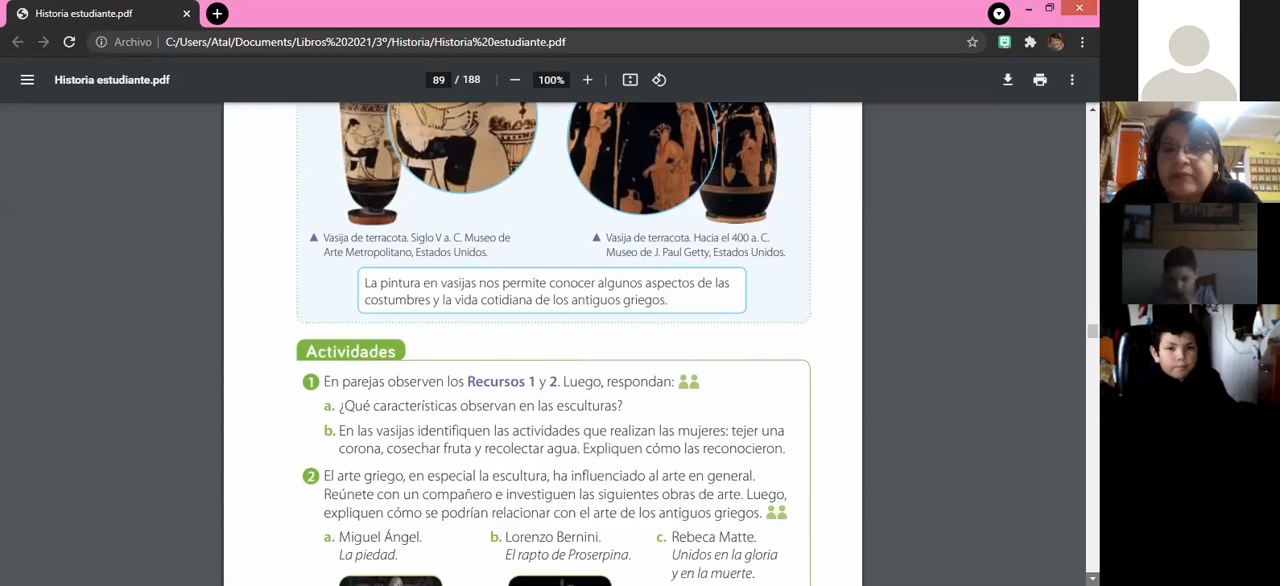 Historia estudiante.pdf
Archivo C:/Users/Atal/Documents/Libros%202021/3º/Historia/Historia%20estudiante.pdf
Historia estudiante.pdf 89 / 188 100%
▲ Vasija de terracota. Siglo V a. C. Museo de
Arte Metropolitano, Estados Unidos.
▲ Vasija de terracota. Hacia el 400 a. C.
Museo de J. Paul Getty, Estados Unidos.
La pintura en vasijas nos permite conocer algunos aspectos de las
costumbres y la vida cotidiana de los antiguos griegos.
Actividades
1 En parejas observen los Recursos 1 y 2. Luego, respondan:
a. ¿Qué características observan en las esculturas?
b. En las vasijas identifiquen las actividades que realizan las mujeres: tejer una
corona, cosechar fruta y recolectar agua. Expliquen cómo las reconocieron.
2 El arte griego, en especial la escultura, ha influenciado al arte en general.
Reúnete con un compañero e investiguen las siguientes obras de arte. Luego,
expliquen cómo se podrían relacionar con el arte de los antiguos griegos.
a. Miguel Ángel.
La piedad.
b. Lorenzo Bernini.
El rapto de Proserpina.
c. Rebeca Matte.
Unidos en la gloria
y en la muerte.